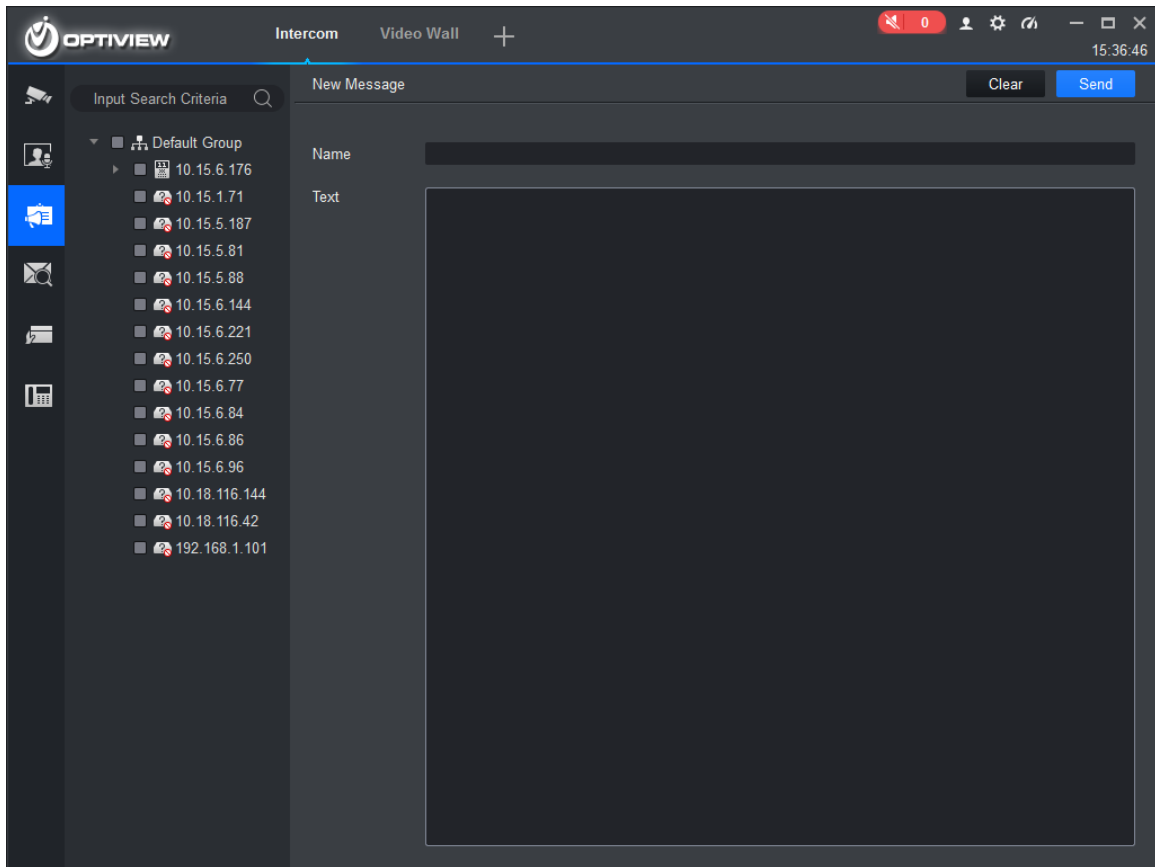 OPTIVIEW
Intercom
Video Wall
0
15:36:46
Input Search Criteria
Default Group
10.15.6.176
10.15.1.71
10.15.5.187
10.15.5.81
10.15.5.88
10.15.6.144
10.15.6.221
10.15.6.250
10.15.6.77
10.15.6.84
10.15.6.86
10.15.6.96
10.18.116.144
10.18.116.42
192.168.1.101
New Message
Clear
Send
Name
Text